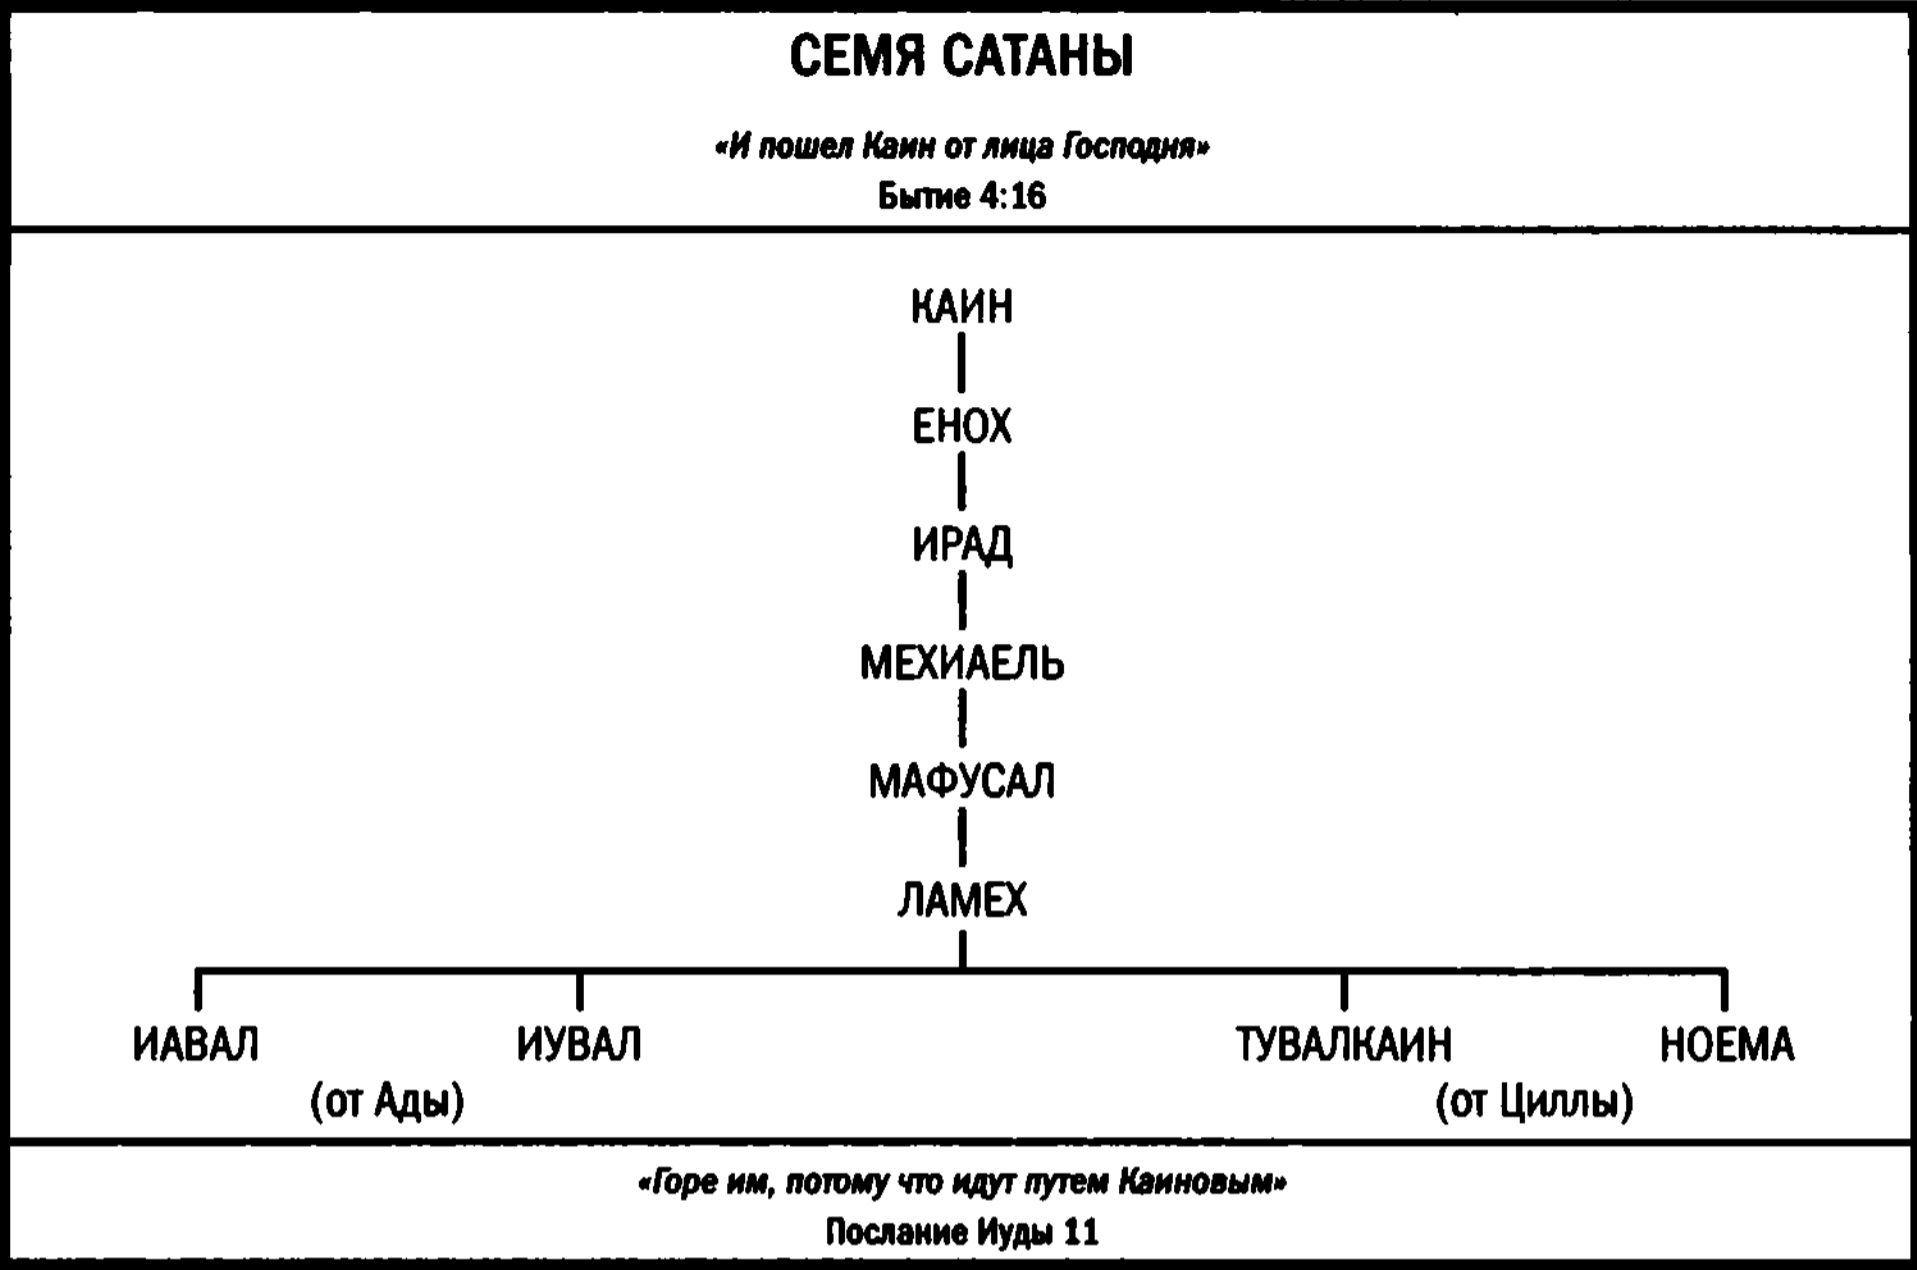 СЕМЯ САТАНЫ
«И пошел Каин от лица Господня»
Бытие 4:16
КАИН
ЕНОХ
ИРАД
МЕХИАЕЛЬ
МАФУСАЛ
ЛАМЕХ
ИАВАЛ ИУВАЛ ТУВАЛКАИН НОЕМА
(от Ады) (от Циллы)
«Горе им, потому что идут путем Каиновым»
Послание Иуды 11